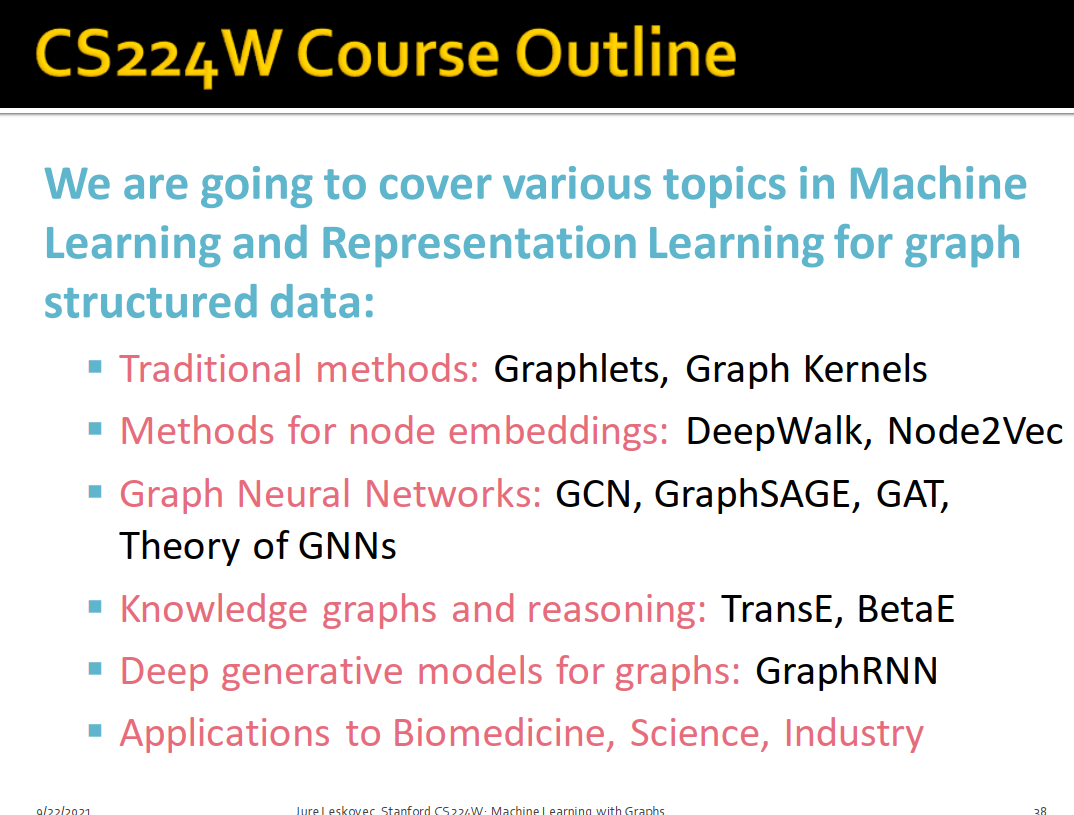 CS224W Course Outline
We are going to cover various topics in Machine
Learning and Representation Learning for graph
structured data:
▪ Traditional methods: Graphlets, Graph Kernels
▪ Methods for node embeddings: DeepWalk, Node2Vec
▪ Graph Neural Networks: GCN, GraphSAGE, GAT,
Theory of GNNs
▪ Knowledge graphs and reasoning: TransE, BetaE
▪ Deep generative models for graphs: GraphRNN
▪ Applications to Biomedicine, Science, Industry
9/22/2021 Jure Leskovec, Stanford CS224W: Machine Learning with Graphs 38